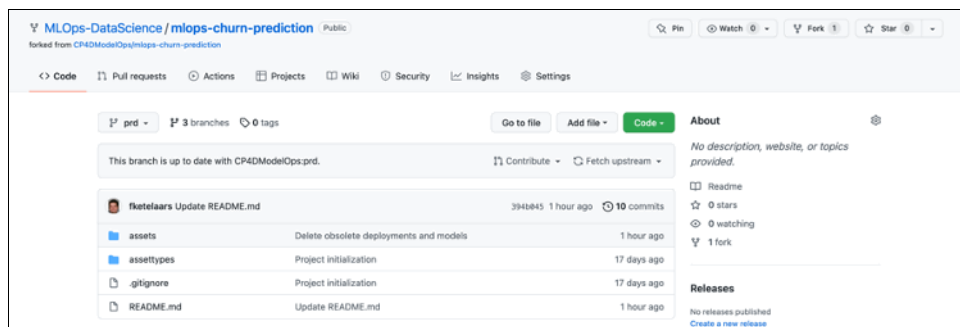 MLOps-DataScience / mlops-churn-prediction Public
Pin Watch 0 Fork 1 Star 0
forked from CP4DModelOps/mlops-churn-prediction
<> Code Pull requests Actions Projects Wiki Security Insights Settings
prd 3 branches 0 tags Go to file Add file Code
This branch is up to date with CP4DModelOps:prd. Contribute Fetch upstream
fketelaars Update README.md 394b045 1 hour ago 10 commits
assets Delete obsolete deployments and models 1 hour ago
assettypes Project initialization 17 days ago
.gitignore Project initialization 17 days ago
README.md Update README.md 1 hour ago
About
No description, website, or topics
provided.
Readme
0 stars
0 watching
1 fork
Releases
No releases published
Create a new release